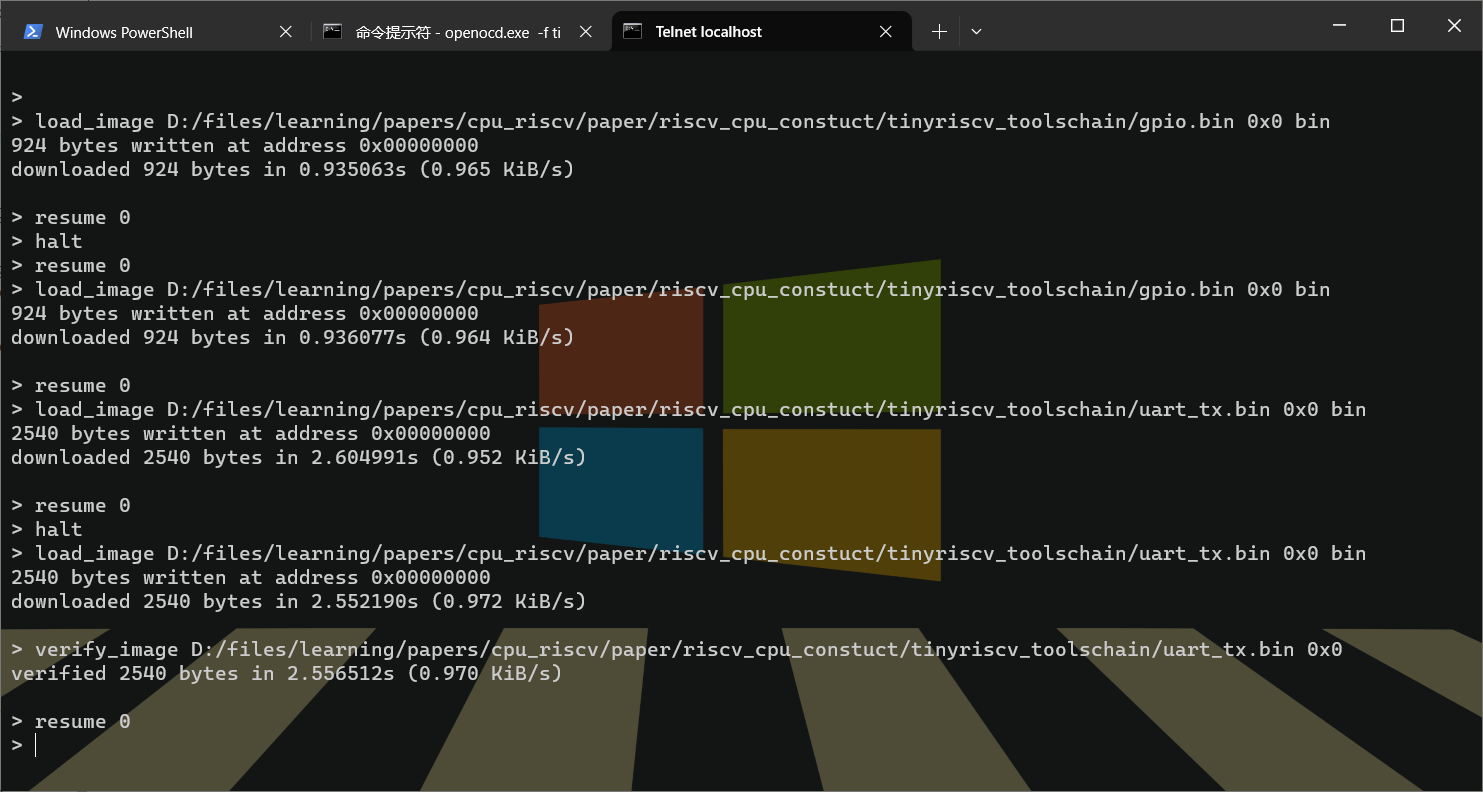 Windows PowerShell
命令提示符 - openocd.exe -f ti
Telnet localhost
>
> load_image D:/files/learning/papers/cpu_riscv/paper/riscv_cpu_constuct/tinyriscv_toolschain/gpio.bin 0x0 bin
924 bytes written at address 0x00000000
downloaded 924 bytes in 0.935063s (0.965 KiB/s)
> resume 0
> halt
> resume 0
> load_image D:/files/learning/papers/cpu_riscv/paper/riscv_cpu_constuct/tinyriscv_toolschain/gpio.bin 0x0 bin
924 bytes written at address 0x00000000
downloaded 924 bytes in 0.936077s (0.964 KiB/s)
> resume 0
> load_image D:/files/learning/papers/cpu_riscv/paper/riscv_cpu_constuct/tinyriscv_toolschain/uart_tx.bin 0x0 bin
2540 bytes written at address 0x00000000
downloaded 2540 bytes in 2.604991s (0.952 KiB/s)
> resume 0
> halt
> load_image D:/files/learning/papers/cpu_riscv/paper/riscv_cpu_constuct/tinyriscv_toolschain/uart_tx.bin 0x0 bin
2540 bytes written at address 0x00000000
downloaded 2540 bytes in 2.552190s (0.972 KiB/s)
> verify_image D:/files/learning/papers/cpu_riscv/paper/riscv_cpu_constuct/tinyriscv_toolschain/uart_tx.bin 0x0
verified 2540 bytes in 2.556512s (0.970 KiB/s)
> resume 0
>